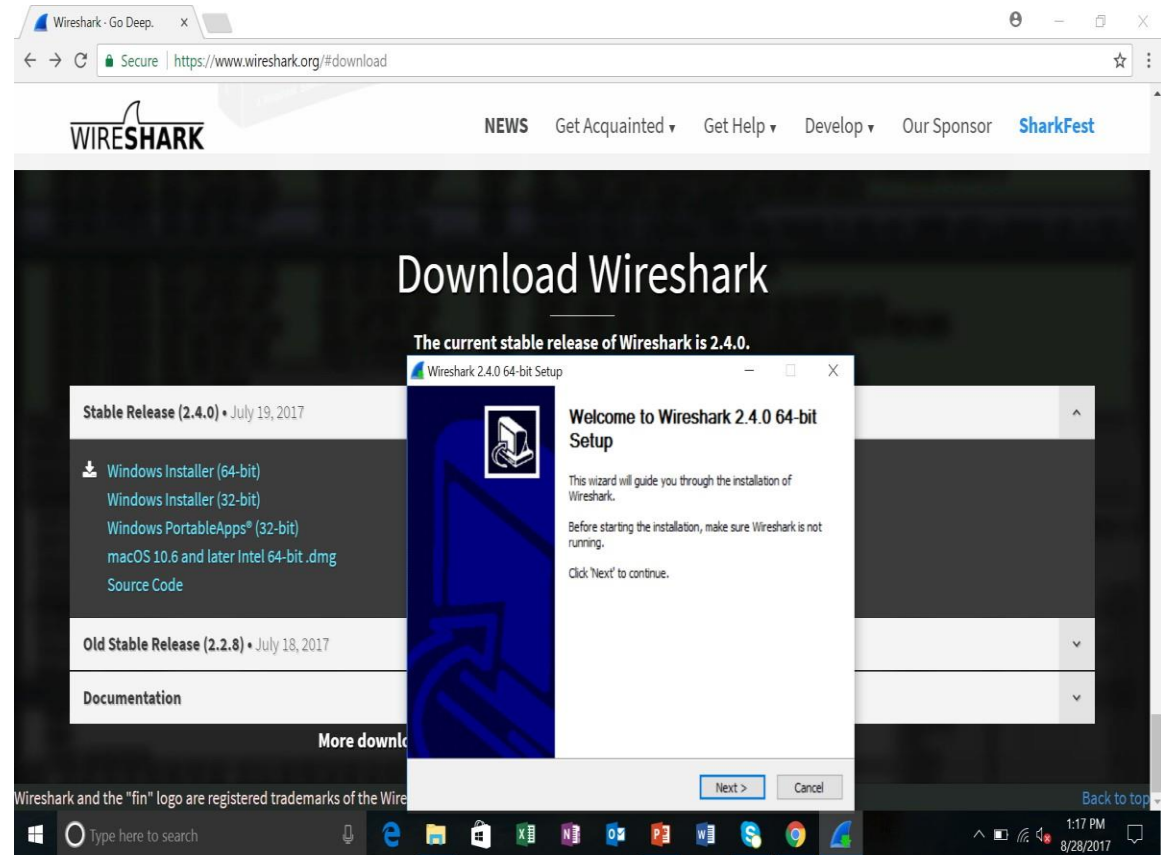 Wireshark · Go Deep.
Secure | https://www.wireshark.org/#download
WIRESHARK
NEWS Get Acquainted Get Help Develop Our Sponsor SharkFest
Download Wireshark
The current stable release of Wireshark is 2.4.0.
Stable Release (2.4.0) • July 19, 2017
Windows Installer (64-bit)
Windows Installer (32-bit)
Windows PortableApps® (32-bit)
macOS 10.6 and later Intel 64-bit .dmg
Source Code
Old Stable Release (2.2.8) • July 18, 2017
Documentation
More downlo
Wireshark and the "fin" logo are registered trademarks of the Wire
Back to top
Wireshark 2.4.0 64-bit Setup
Welcome to Wireshark 2.4.0 64-bit
Setup
This wizard will guide you through the installation of
Wireshark.
Before starting the installation, make sure Wireshark is not
running.
Click 'Next' to continue.
Next > Cancel
Type here to search
1:17 PM
8/28/2017